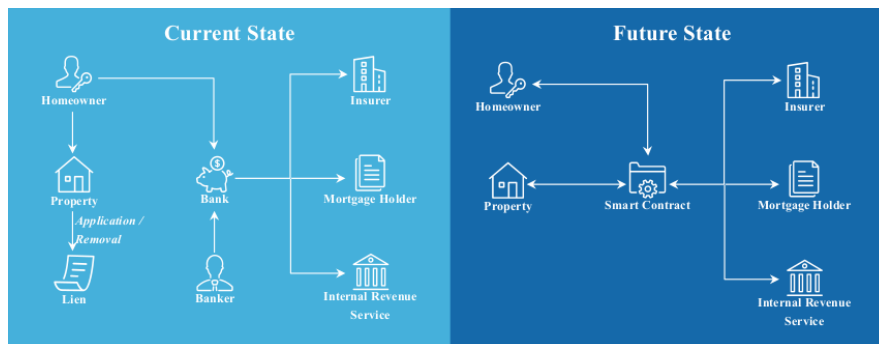 Current State
Homeowner
Insurer
Property
Bank
Mortgage Holder
Application /
Removal
Lien
Banker
Internal Revenue
Service
Future State
Homeowner
Insurer
Property
Smart Contract
Mortgage Holder
Internal Revenue
Service